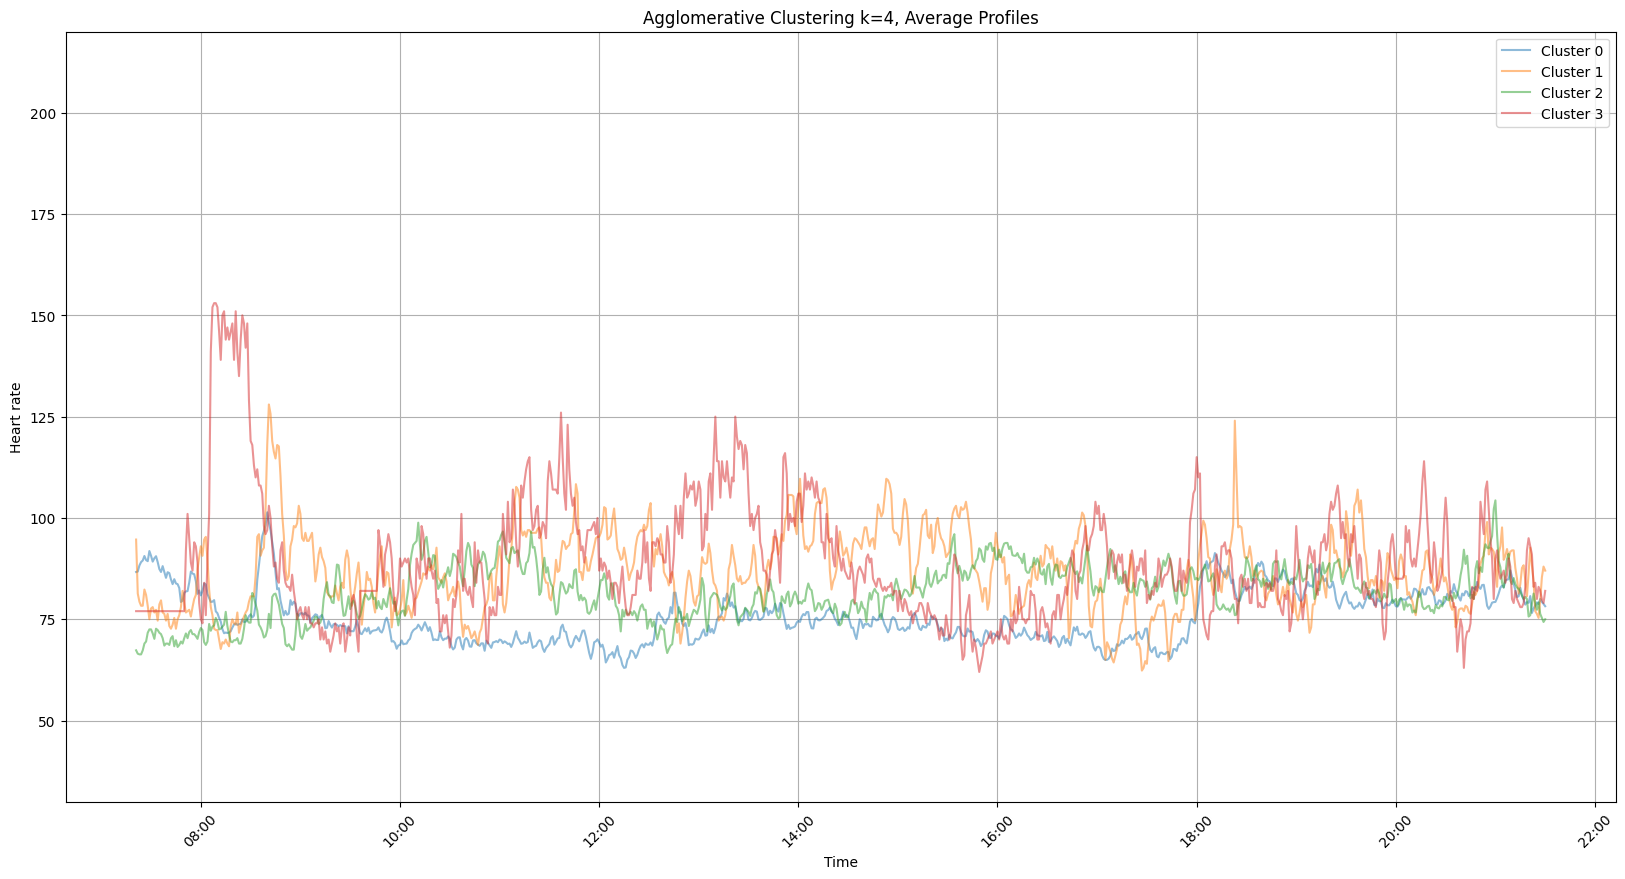 Agglomerative Clustering k=4, Average Profiles
Cluster 0
Cluster 1
Cluster 2
Cluster 3
Heart rate
200
175
150
125
100
75
50
08:00
10:00
12:00
14:00
16:00
18:00
20:00
22:00
Time